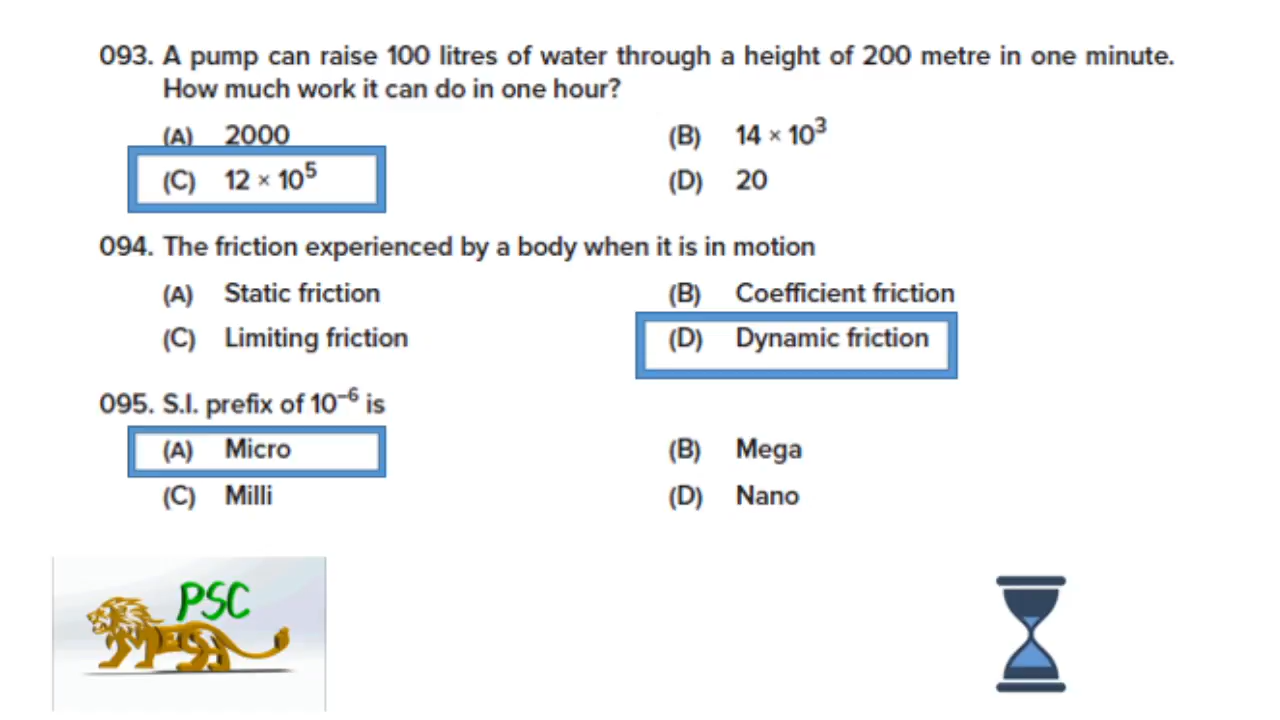 093. A pump can raise 100 litres of water through a height of 200 metre in one minute.
How much work it can do in one hour?
(A) 2000 (B) 14 × 10³
(C) 12 × 10⁵ (D) 20
094. The friction experienced by a body when it is in motion
(A) Static friction (B) Coefficient friction
(C) Limiting friction (D) Dynamic friction
095. S.I. prefix of 10⁻⁶ is
(A) Micro (B) Mega
(C) Milli (D) Nano
PSC